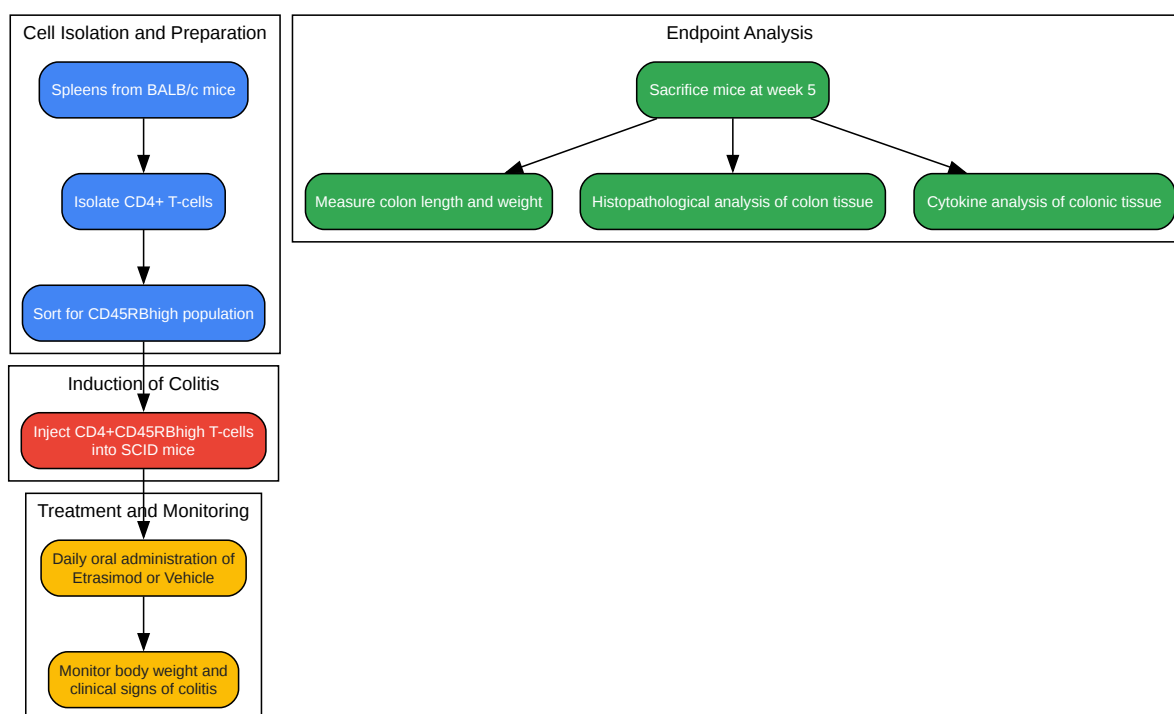 Cell Isolation and Preparation
Spleens from BALB/c mice
Isolate CD4+ T-cells
Sort for CD45RBhigh population
Induction of Colitis
Inject CD4+CD45RBhigh T-cells
into SCID mice
Treatment and Monitoring
Daily oral administration of
Etrasimod or Vehicle
Monitor body weight and
clinical signs of colitis
Endpoint Analysis
Sacrifice mice at week 5
Measure colon length and weight
Histopathological analysis of colon tissue
Cytokine analysis of colonic tissue